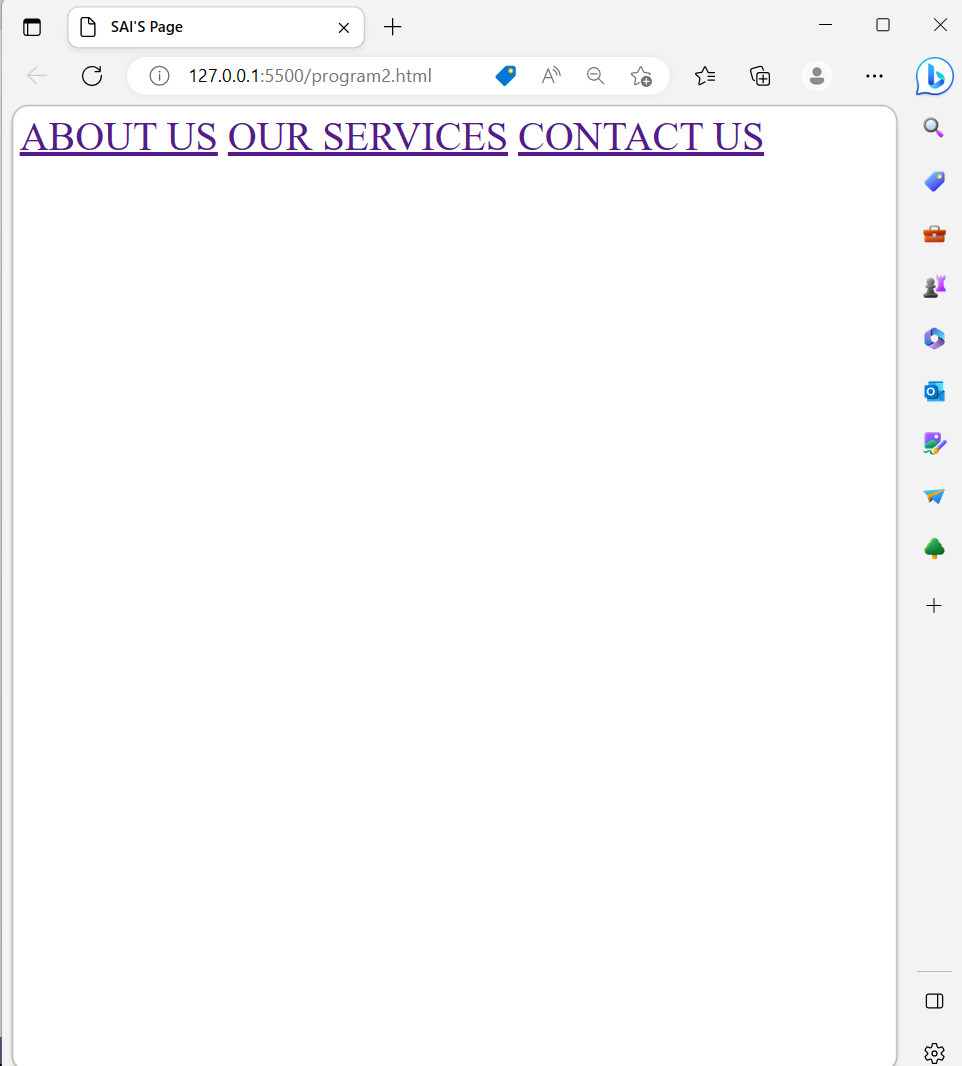 SAI'S Page
127.0.0.1:5500/program2.html
ABOUT US OUR SERVICES CONTACT US